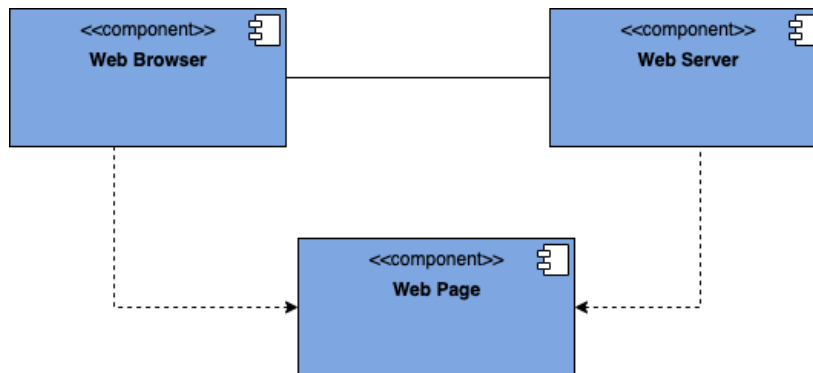 <<component>>
Web Browser
<<component>>
Web Server
<<component>>
Web Page